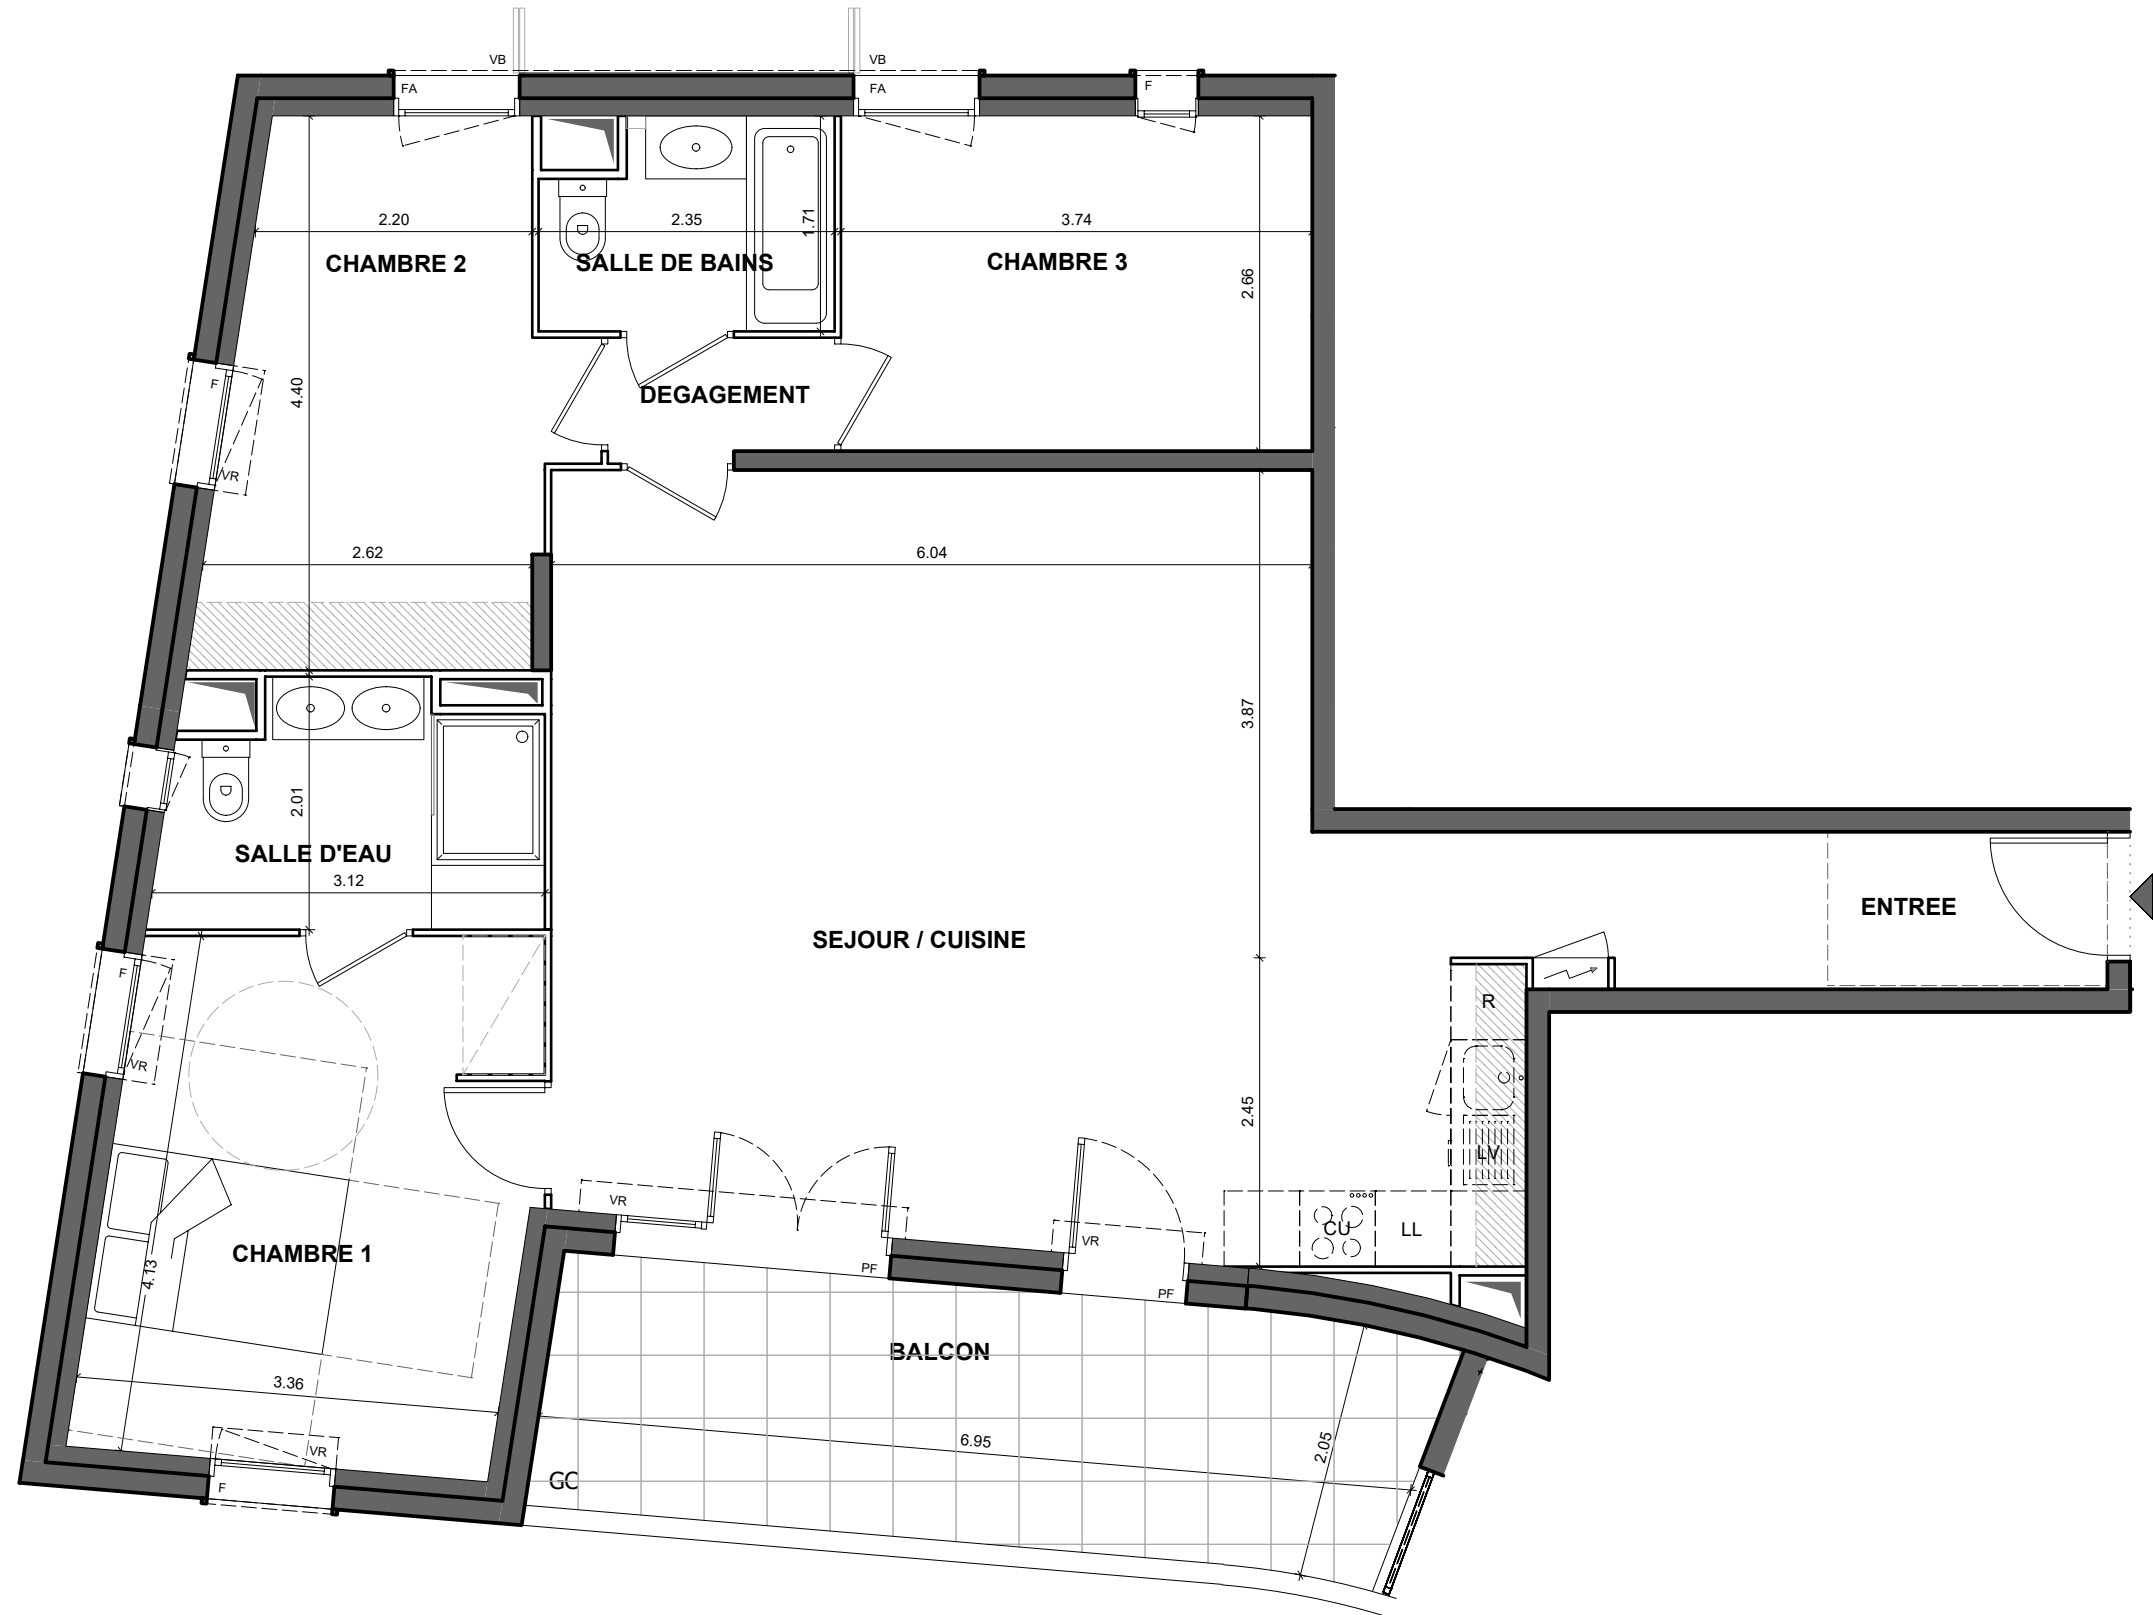 VB
VB
FA
FA
F
2.20
2.35
1.71
3.74
CHAMBRE 2
SALLE DE BAINS
CHAMBRE 3
2.66
F
4.40
DEGAGEMENT
VR
2.62
6.04
3.87
2.01
SALLE D'EAU
3.12
ENTREE
SEJOUR / CUISINE
F
R
VR
2.45
LV
VR
CU
LL
VR
CHAMBRE 1
4.13
PF
PF
BALCON
3.36
6.95
2.05
VR
GC
F